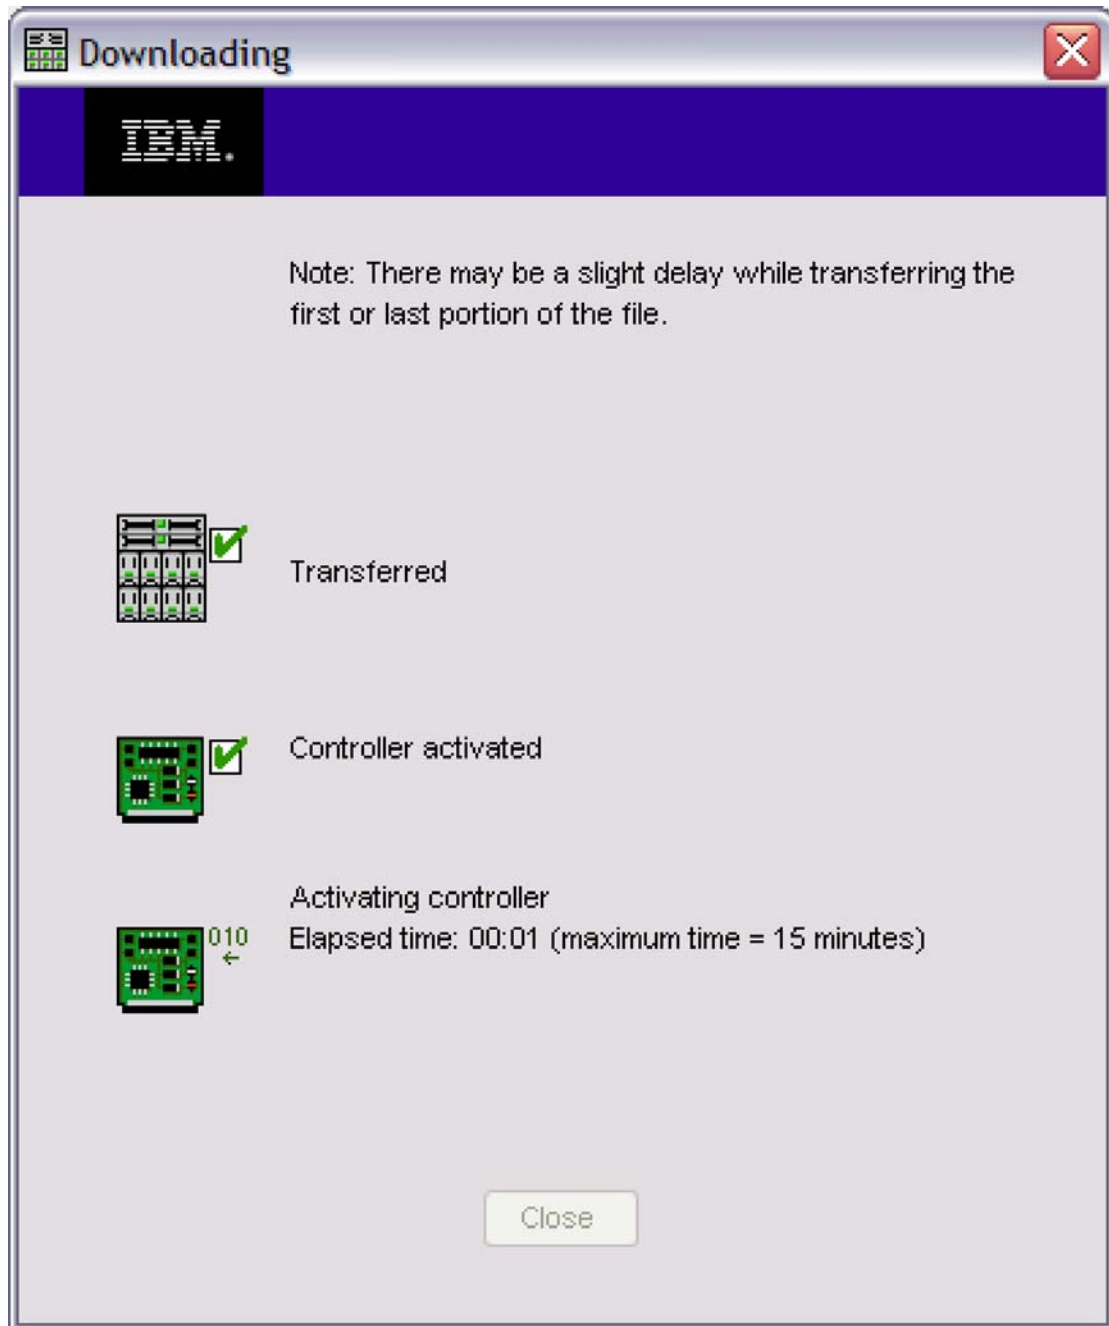 Downloading
IBM.
Note: There may be a slight delay while transferring the
first or last portion of the file.
Transferred
Controller activated
Activating controller
010
Elapsed time: 00:01 (maximum time = 15 minutes)
Close